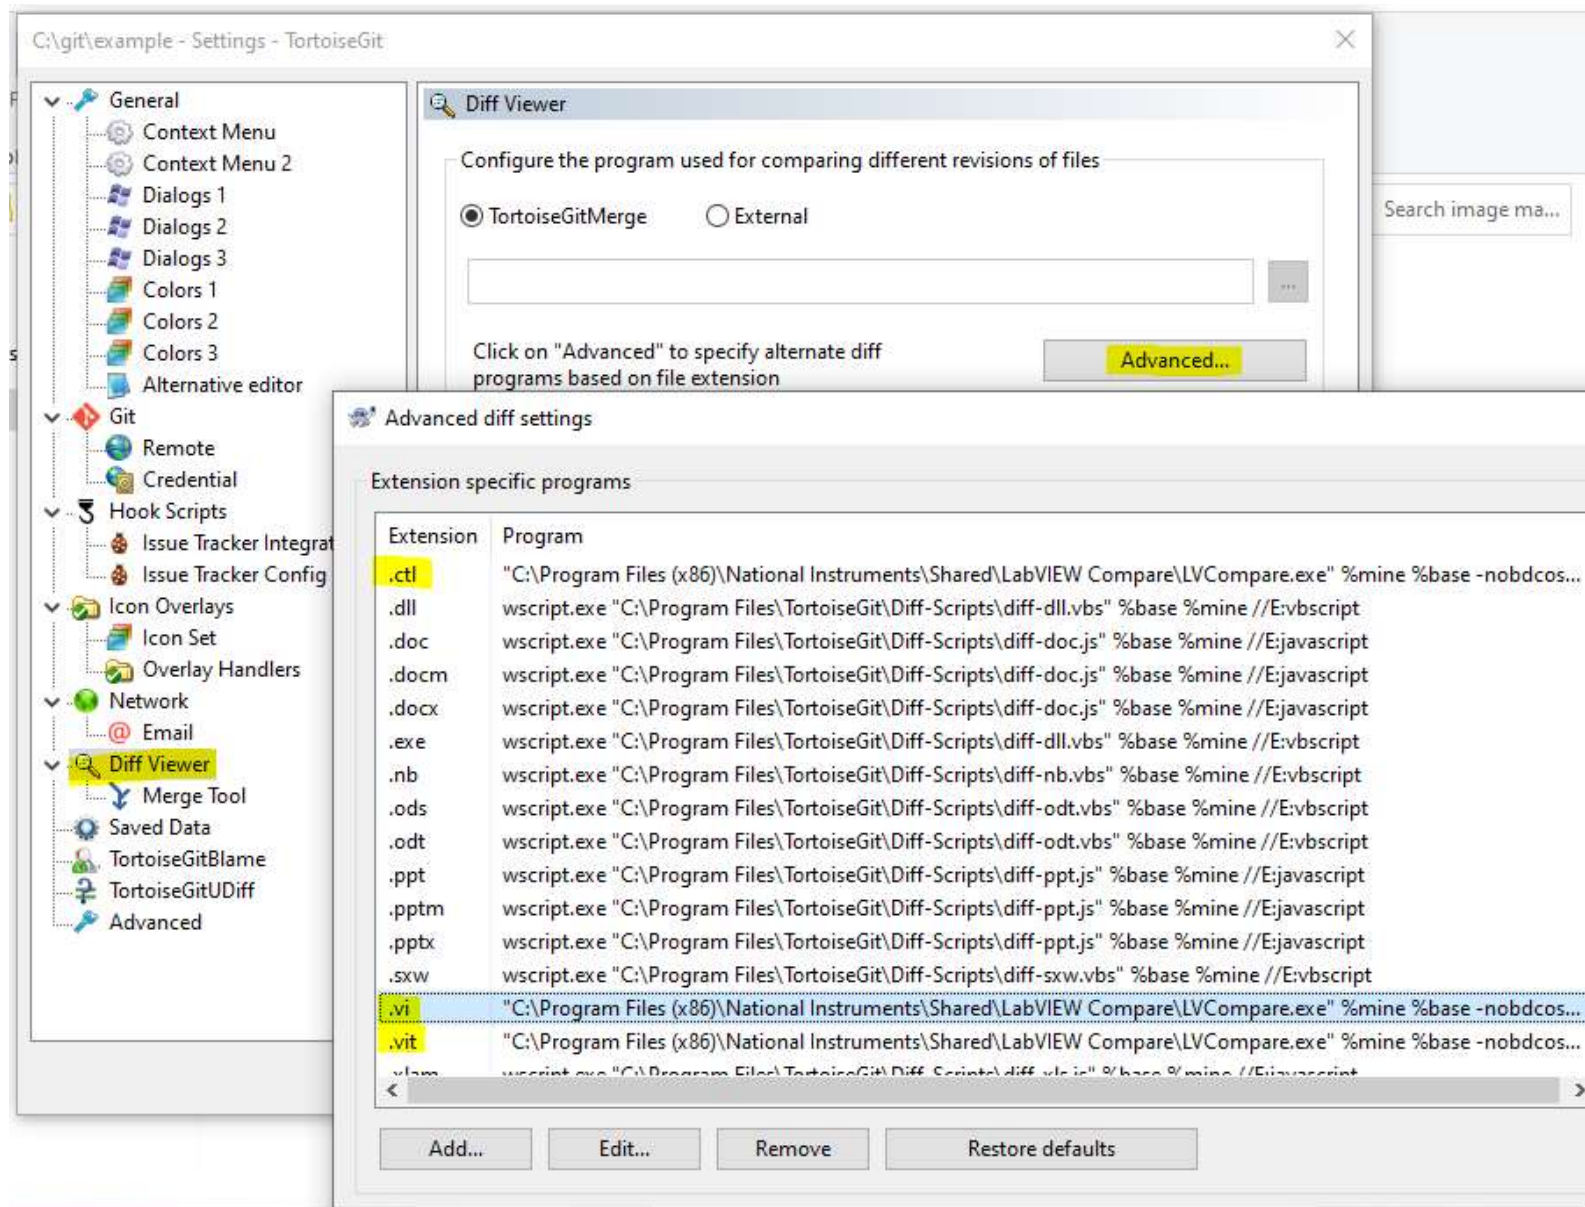 C:\git\example - Settings - TortoiseGit
General
Context Menu
Context Menu 2
Dialogs 1
Dialogs 2
Dialogs 3
Colors 1
Colors 2
Colors 3
Alternative editor
Git
Remote
Credential
Hook Scripts
Issue Tracker Integrat
Issue Tracker Config
Icon Overlays
Icon Set
Overlay Handlers
Network
Email
Diff Viewer
Merge Tool
Saved Data
TortoiseGitBlame
TortoiseGitUDiff
Advanced
Diff Viewer
Configure the program used for comparing different revisions of files
TortoiseGitMerge External
...
Click on "Advanced" to specify alternate diff
programs based on file extension
Advanced...
Search image ma...
Advanced diff settings
Extension specific programs
Extension Program
.ctl "C:\Program Files (x86)\National Instruments\Shared\LabVIEW Compare\LVCompare.exe" %mine %base -nobdcos...
.dll wscript.exe "C:\Program Files\TortoiseGit\Diff-Scripts\diff-dll.vbs" %base %mine //E:vbscript
.doc wscript.exe "C:\Program Files\TortoiseGit\Diff-Scripts\diff-doc.js" %base %mine //E:javascript
.docm wscript.exe "C:\Program Files\TortoiseGit\Diff-Scripts\diff-doc.js" %base %mine //E:javascript
.docx wscript.exe "C:\Program Files\TortoiseGit\Diff-Scripts\diff-doc.js" %base %mine //E:javascript
.exe wscript.exe "C:\Program Files\TortoiseGit\Diff-Scripts\diff-dll.vbs" %base %mine //E:vbscript
.nb wscript.exe "C:\Program Files\TortoiseGit\Diff-Scripts\diff-nb.vbs" %base %mine //E:vbscript
.ods wscript.exe "C:\Program Files\TortoiseGit\Diff-Scripts\diff-odt.vbs" %base %mine //E:vbscript
.odt wscript.exe "C:\Program Files\TortoiseGit\Diff-Scripts\diff-odt.vbs" %base %mine //E:vbscript
.ppt wscript.exe "C:\Program Files\TortoiseGit\Diff-Scripts\diff-ppt.js" %base %mine //E:javascript
.pptm wscript.exe "C:\Program Files\TortoiseGit\Diff-Scripts\diff-ppt.js" %base %mine //E:javascript
.pptx wscript.exe "C:\Program Files\TortoiseGit\Diff-Scripts\diff-ppt.js" %base %mine //E:javascript
.sxw wscript.exe "C:\Program Files\TortoiseGit\Diff-Scripts\diff-sxw.vbs" %base %mine //E:vbscript
.vi "C:\Program Files (x86)\National Instruments\Shared\LabVIEW Compare\LVCompare.exe" %mine %base -nobdcos...
.vit "C:\Program Files (x86)\National Instruments\Shared\LabVIEW Compare\LVCompare.exe" %mine %base -nobdcos...
.xlam wscript.exe "C:\Program Files\TortoiseGit\Diff-Scripts\diff-xls.js" %base %mine //E:javascript
Add... Edit... Remove Restore defaults